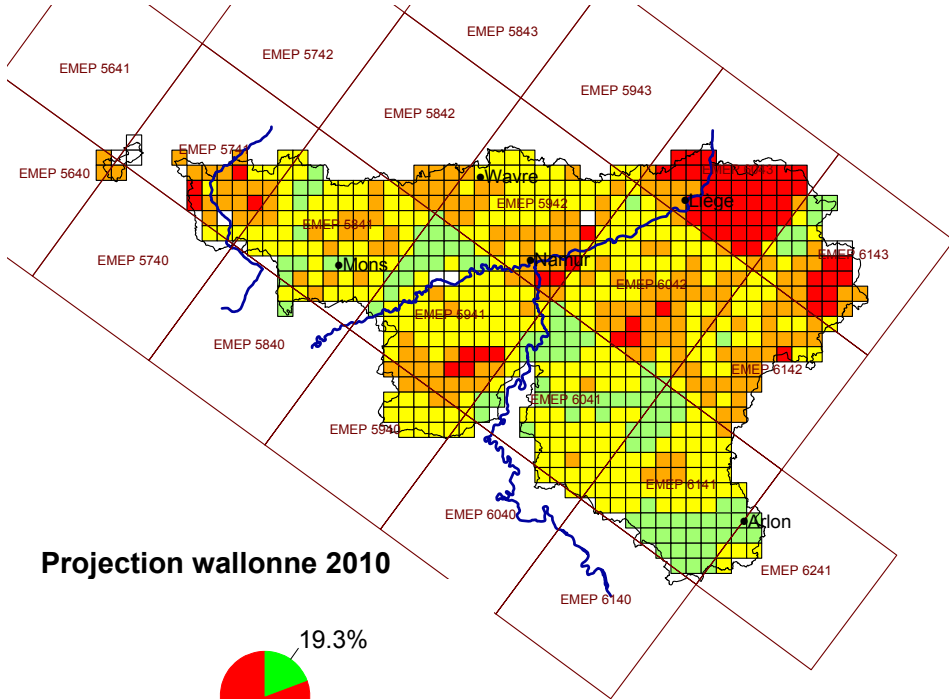 EMEP 5843
EMEP 5742
EMEP 5641
EMEP 5943
EMEP 5842
EMEP 5741
EMEP 5640
EMEP 6043
Wavre
Liège
EMEP 5942
EMEP 5841
EMEP 6143
EMEP 5740
Mons
Namur
EMEP 6042
EMEP 5941
EMEP 5840
EMEP 6142
EMEP 6041
EMEP 5940
EMEP 6141
EMEP 6040
Arlon
Projection wallonne 2010
EMEP 6241
EMEP 6140
19.3%